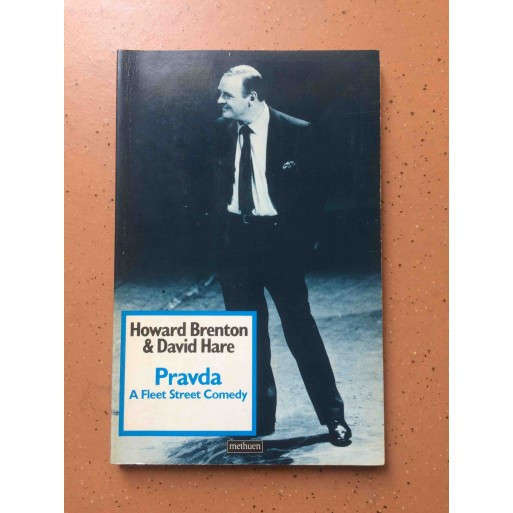 Howard Brenton
& David Hare
Pravda
A Fleet Street Comedy
methuen